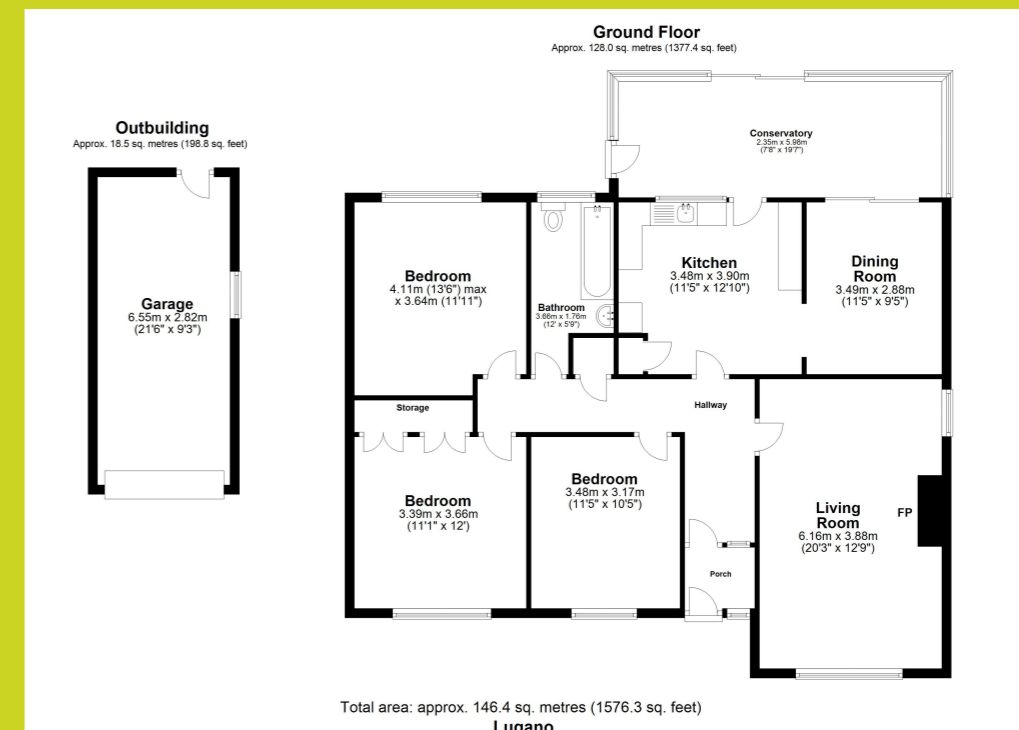 Ground Floor
Approx. 128.0 sq. metres (1377.4 sq. feet)
Outbuilding
Approx. 18.5 sq. metres (198.8 sq. feet)
Conservatory
2.35m x 5.98m
(7'8" x 19'7")
Garage
6.55m x 2.82m
(21'6" x 9'3")
Bedroom
4.11m (13'6") max
x 3.64m (11'11")
Bathroom
3.66m x 1.76m
(12' x 5'9")
Kitchen
3.48m x 3.90m
(11'5" x 12'10")
Dining
Room
3.49m x 2.88m
(11'5" x 9'5")
Storage
Hallway
Bedroom
3.39m x 3.66m
(11'1" x 12')
Bedroom
3.48m x 3.17m
(11'5" x 10'5")
Living
Room
6.16m x 3.88m
(20'3" x 12'9")
FP
Porch
Total area: approx. 146.4 sq. metres (1576.3 sq. feet)
Lugano